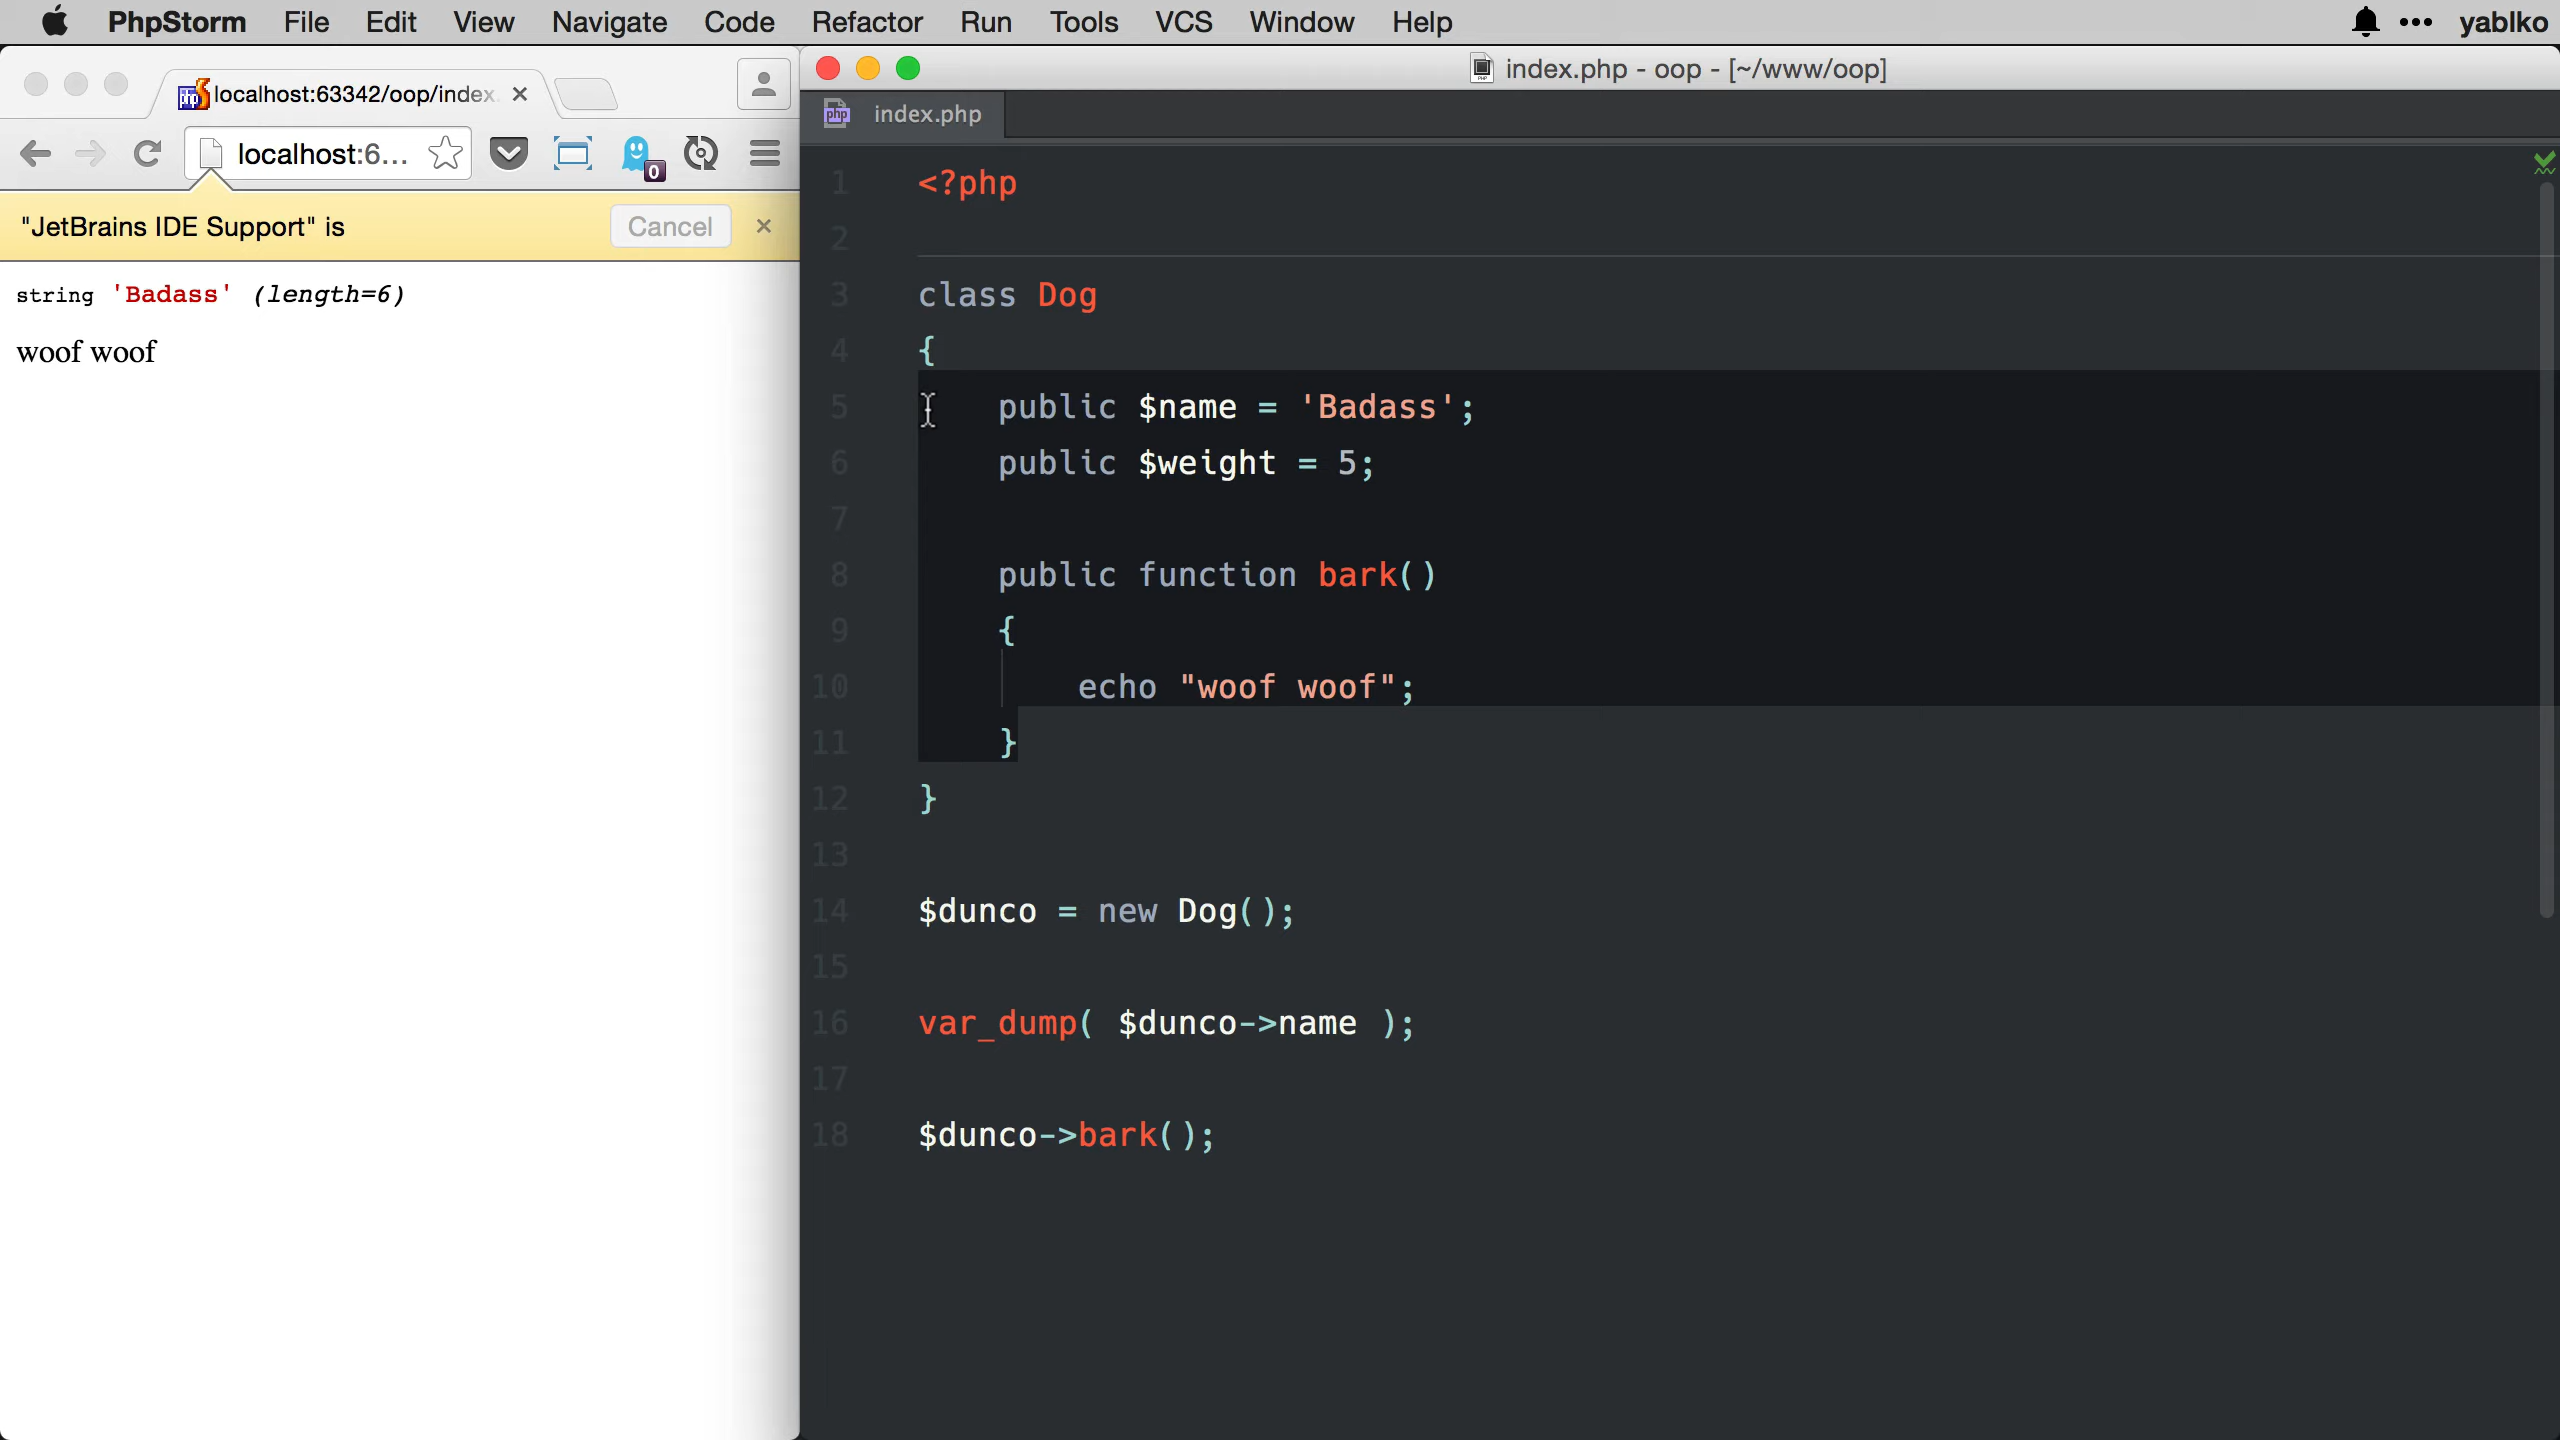 PhpStorm File Edit View Navigate Code Refactor Run Tools VCS Window Help yablko
localhost:63342/oop/index.
localhost:6...
0
"JetBrains IDE Support" is Cancel
string 'Badass' (length=6)
woof woof
index.php - oop - [~/www/oop]
php index.php
1 <?php
2
3 class Dog
4 {
5 public $name = 'Badass';
6 public $weight = 5;
7
8 public function bark()
9 {
10 echo "woof woof";
11 }
12 }
13
14 $dunco = new Dog();
15
16 var_dump( $dunco->name );
17
18 $dunco->bark();